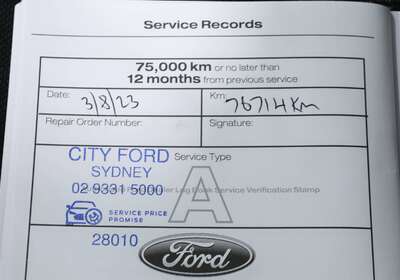 Service Records
75,000 km or no later than
12 months from previous service
Date: 3/8/23 Km: 76714 Km
Repair Order Number: Signature:
CITY FORD Service Type
SYDNEY
02 9331 5000 Log Book Service Verification Stamp
A
SERVICE PRICE
PROMISE
28010
Ford